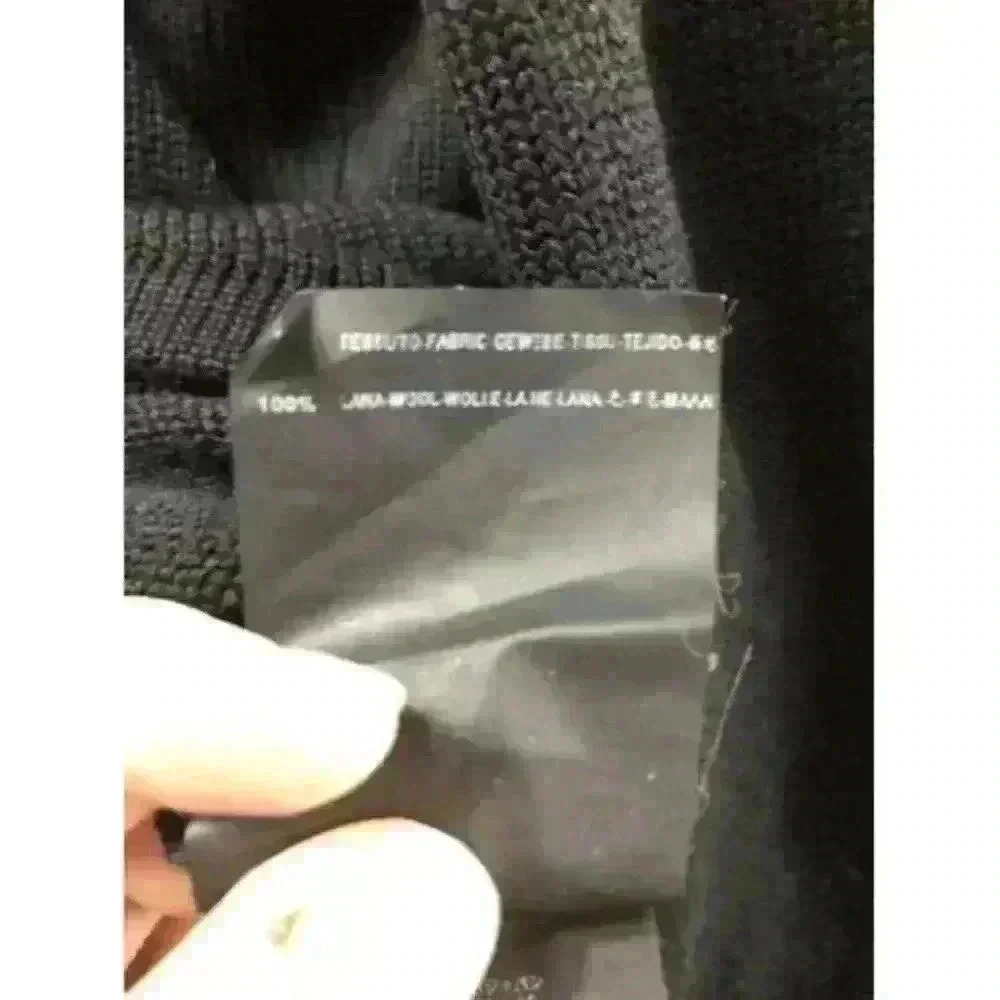 TESSUTO-FABRIC-GEWEBE-TISSU-TEJIDO-
100% LANA-WOOL-WOLLE-LAINE-LANA-